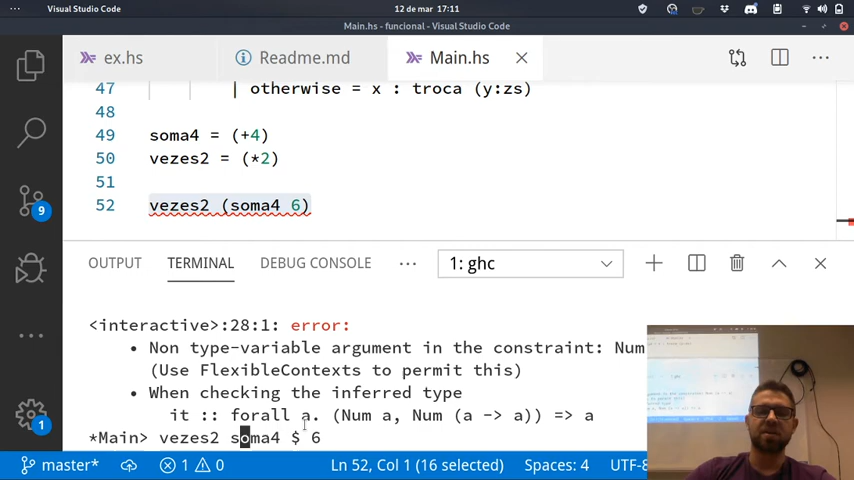 Visual Studio Code
12 de mar 17:11
Main.hs - funcional - Visual Studio Code
ex.hs
Readme.md
Main.hs
47 | otherwise = x : troca (y:zs)
48
49 soma4 = (+4)
50 vezes2 = (*2)
51
52 vezes2 (soma4 6)
OUTPUT TERMINAL DEBUG CONSOLE ... 1: ghc
<interactive>:28:1: error:
• Non type-variable argument in the constraint: Num
(Use FlexibleContexts to permit this)
• When checking the inferred type
it :: forall a. (Num a, Num (a -> a)) => a
*Main> vezes2 soma4 $ 6
9
1
master* 1 0 Ln 52, Col 1 (16 selected) Spaces: 4 UTF-8